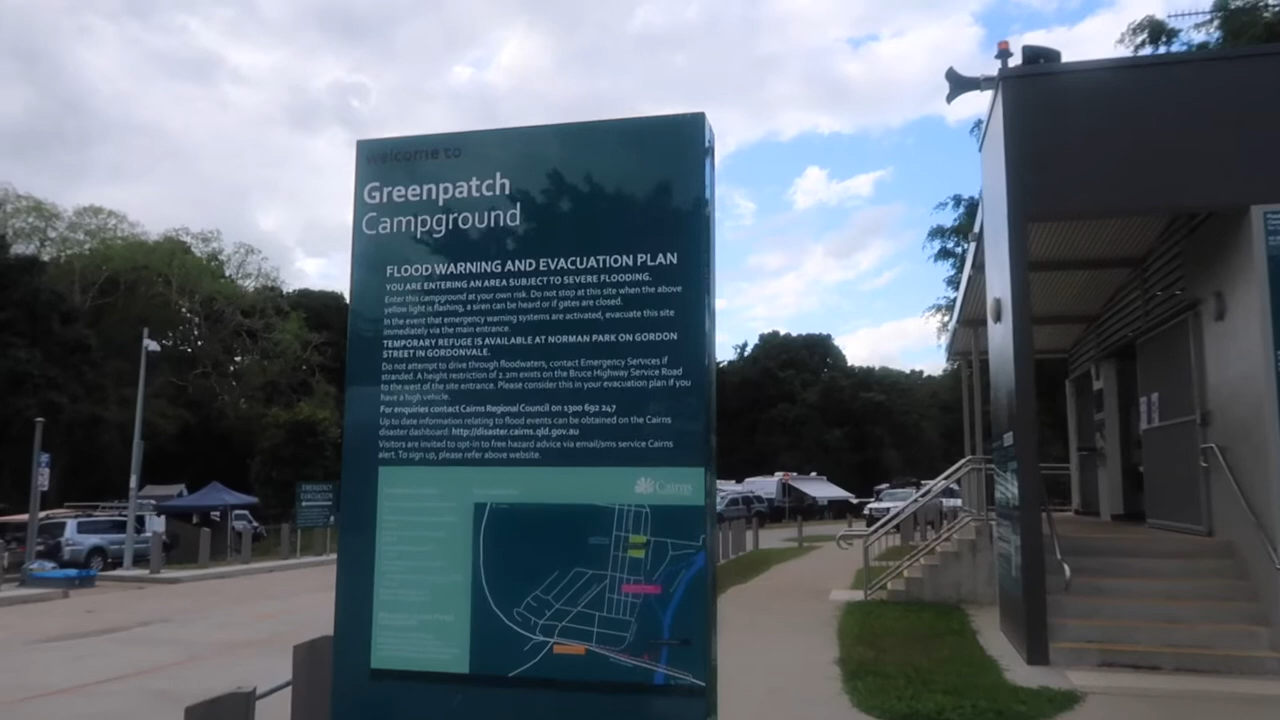 welcome to
Greenpatch
Campground
FLOOD WARNING AND EVACUATION PLAN
YOU ARE ENTERING AN AREA SUBJECT TO SEVERE FLOODING.
Enter this campground at your own risk. Do not stop at this site when the above
yellow light is flashing, a siren can be heard or if gates are closed.
In the event that emergency warning systems are activated, evacuate this site
immediately via the main entrance.
TEMPORARY REFUGE IS AVAILABLE AT NORMAN PARK ON GORDON
STREET IN GORDONVALE.
Do not attempt to drive through floodwaters, contact Emergency Services if
stranded. A height restriction of 2.2m exists on the Bruce Highway Service Road
to the west of the site entrance. Please consider this in your evacuation plan if you
have a high vehicle.
For enquiries contact Cairns Regional Council on 1300 692 247
Up to date information relating to flood events can be obtained on the Cairns
disaster dashboard: http://disaster.cairns.qld.gov.au
Visitors are invited to opt-in to free hazard advice via email/sms service Cairns
alert. To sign up, please refer above website.
Cairns
EMERGENCY
EVACUATION